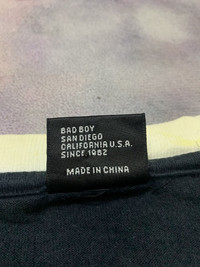 BAD BOY
SAN DIEGO
CALIFORNIA U.S.A.
SINCE, 1982
MADE IN CHINA